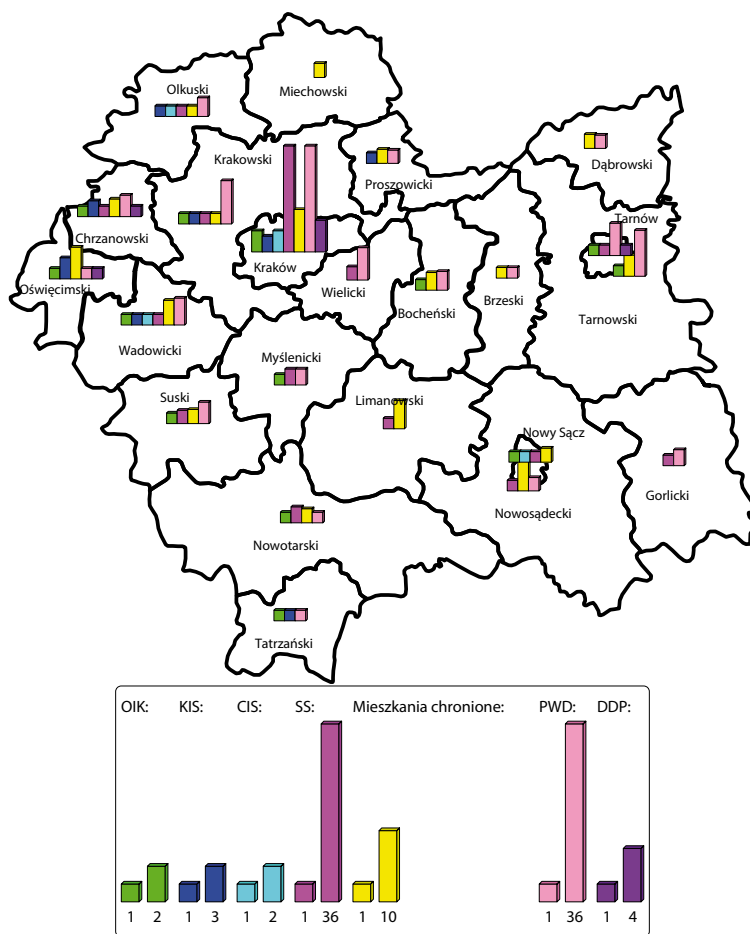 Olkuski
Miechowski
Krakowski
Proszowicki
Dąbrowski
Chrzanowski
Tarnów
Oświęcimski
Kraków
Wielicki
Bocheński
Brzeski
Tarnowski
Wadowicki
Myślenicki
Suski
Limanowski
Nowy Sącz
Nowosądecki
Gorlicki
Nowotarski
Tatrzański
OIK: KIS: CIS: SS: Mieszkania chronione: PWD: DDP:
1 2 1 3 1 2 1 36 1 10 1 36 1 4